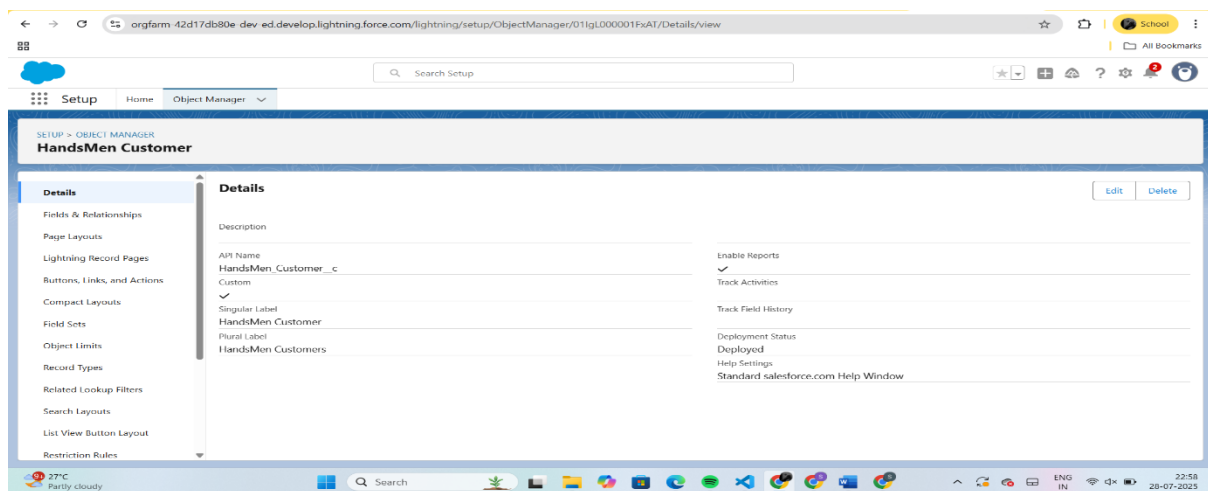 orgfarm-42d17db80e-dev-ed.develop.lightning.force.com/lightning/setup/ObjectManager/01IgL000001FxAT/Details/view
School
All Bookmarks
Search Setup
2
Setup Home Object Manager
SETUP > OBJECT MANAGER
HandsMen Customer
Details
Fields & Relationships
Page Layouts
Lightning Record Pages
Buttons, Links, and Actions
Compact Layouts
Field Sets
Object Limits
Record Types
Related Lookup Filters
Search Layouts
List View Button Layout
Restriction Rules
Details
Edit Delete
Description
API Name
HandsMen_Customer__c
Custom
Singular Label
HandsMen Customer
Plural Label
HandsMen Customers
Enable Reports
Track Activities
Track Field History
Deployment Status
Deployed
Help Settings
Standard salesforce.com Help Window
27°C
Partly cloudy
Search
ENG
IN
22:58
28-07-2025